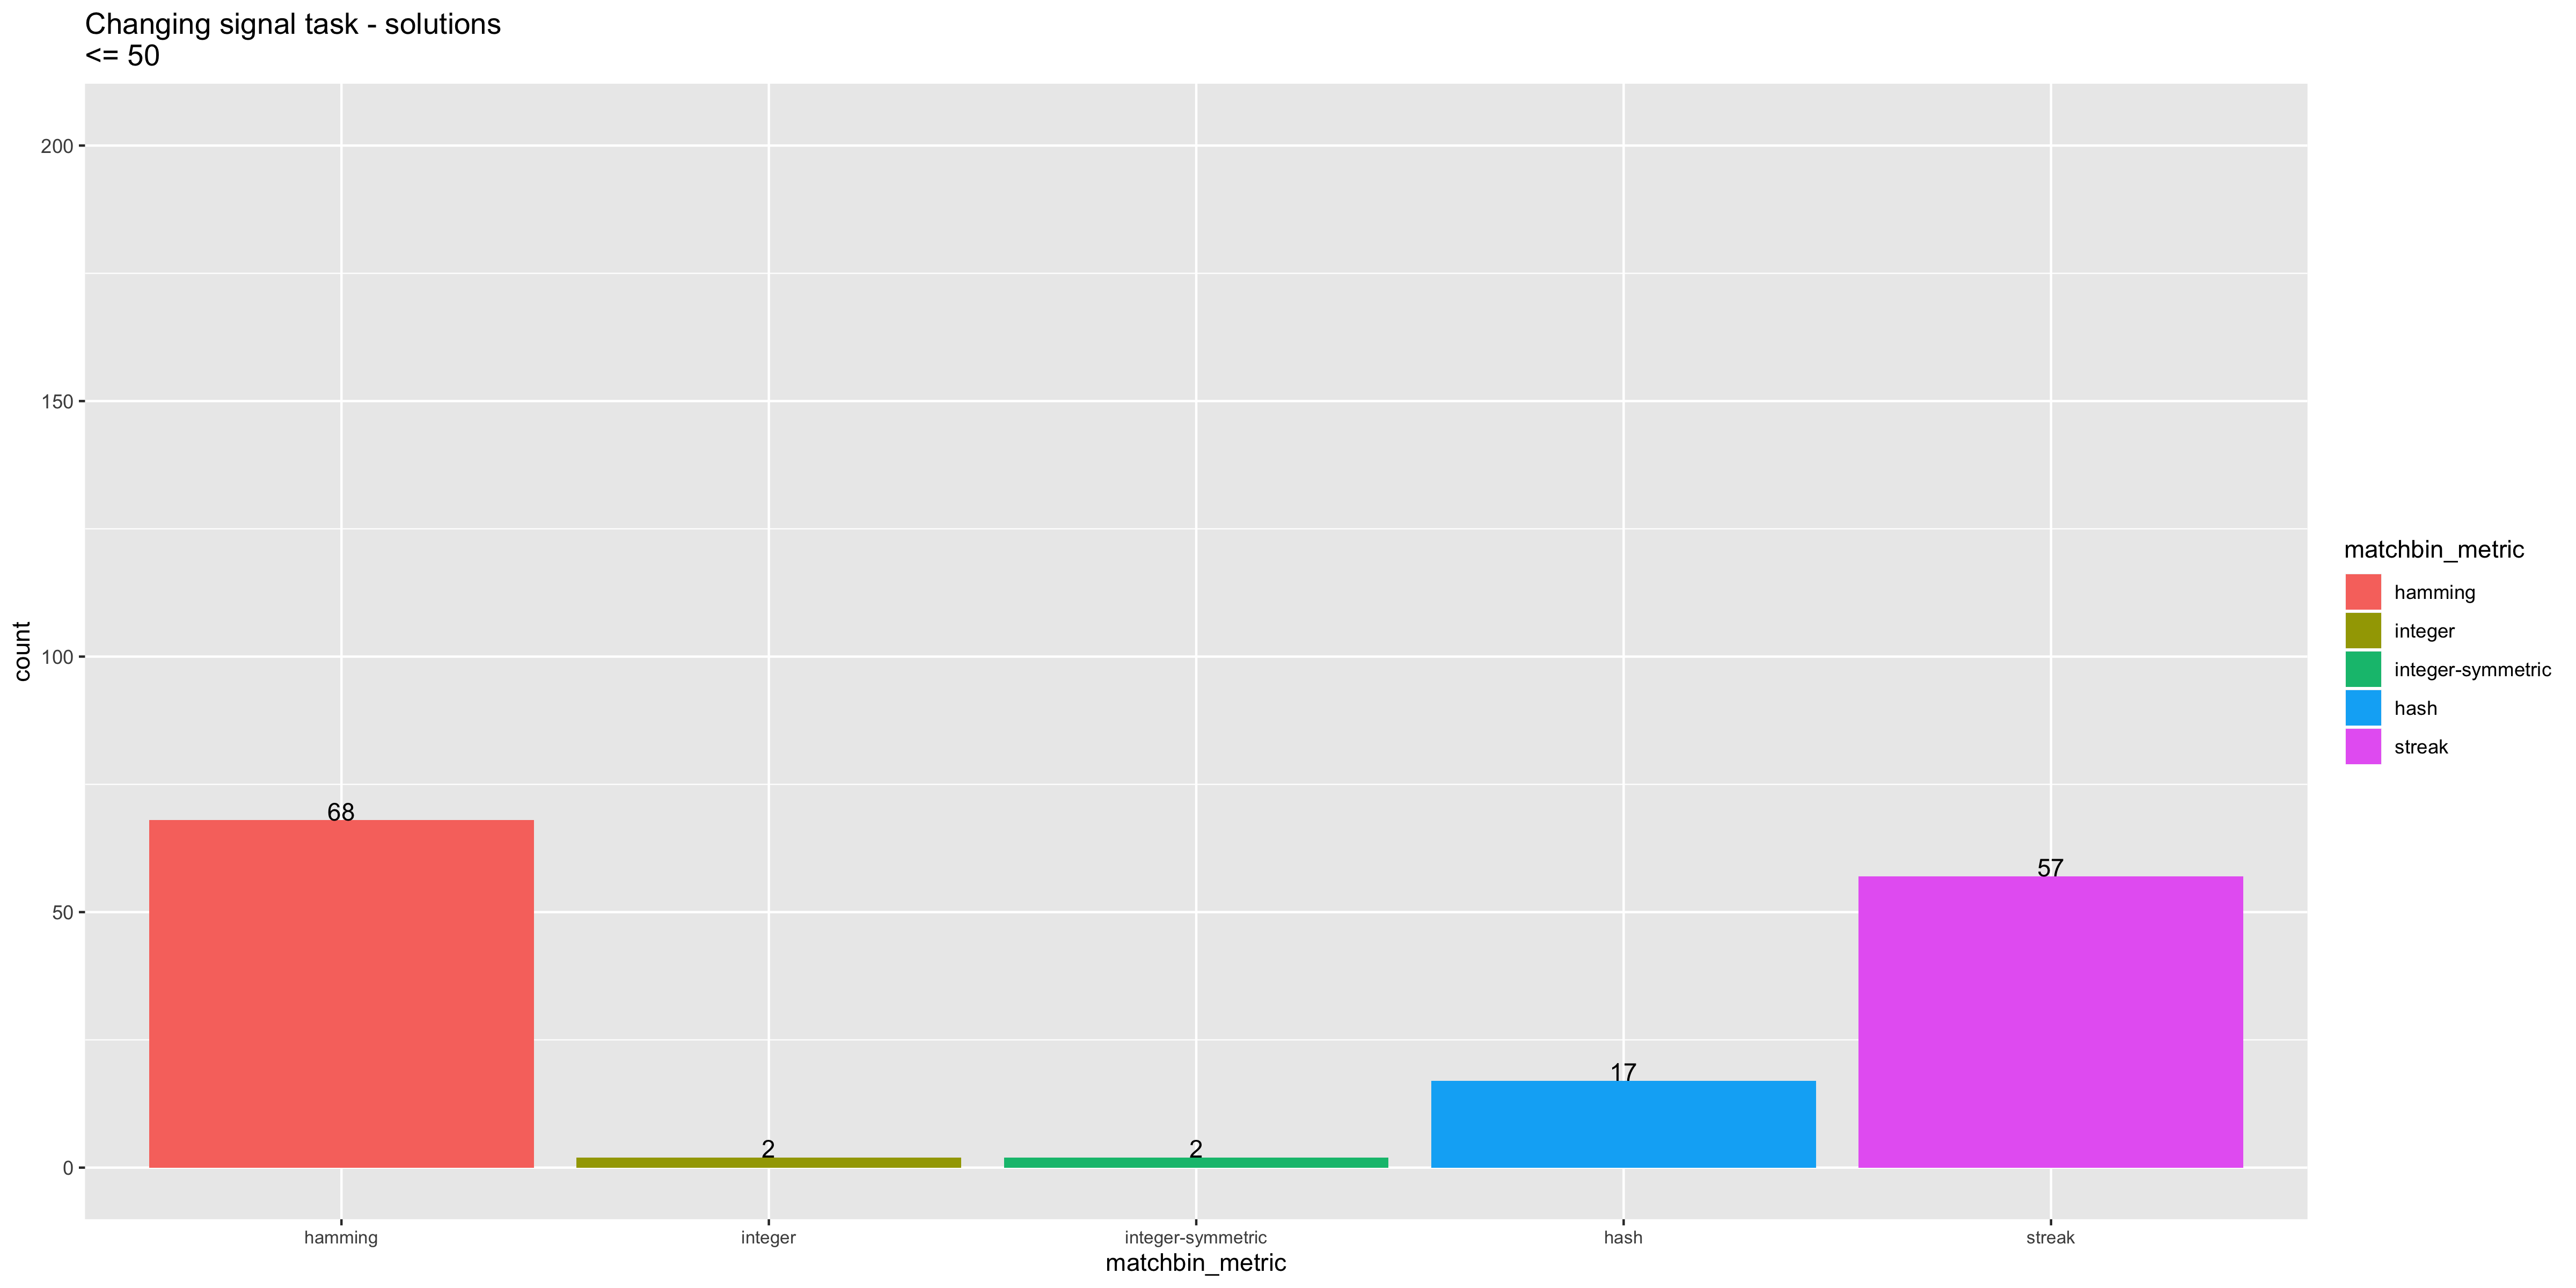 Changing signal task - solutions
<= 50
200
150
100
50
0
count
68
2
2
17
57
hamming
integer
integer-symmetric
hash
streak
matchbin_metric
matchbin_metric
hamming
integer
integer-symmetric
hash
streak